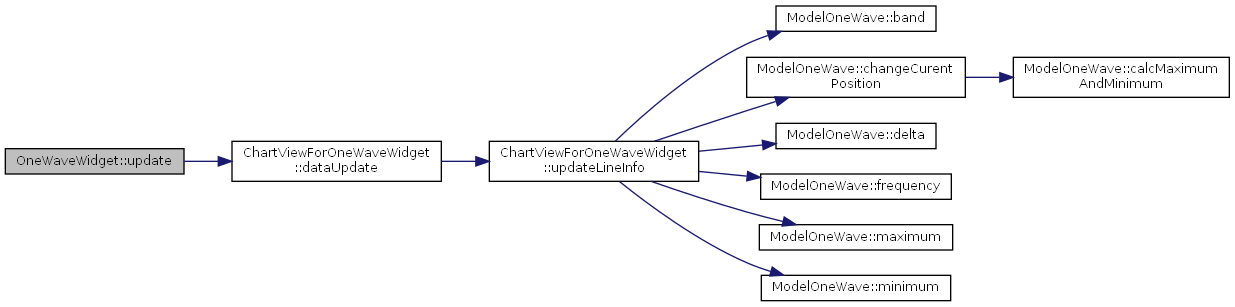 OneWaveWidget::update
ChartViewForOneWaveWidget
::dataUpdate
ChartViewForOneWaveWidget
::updateLineInfo
ModelOneWave::band
ModelOneWave::changeCurent
Position
ModelOneWave::calcMaximum
AndMinimum
ModelOneWave::delta
ModelOneWave::frequency
ModelOneWave::maximum
ModelOneWave::minimum